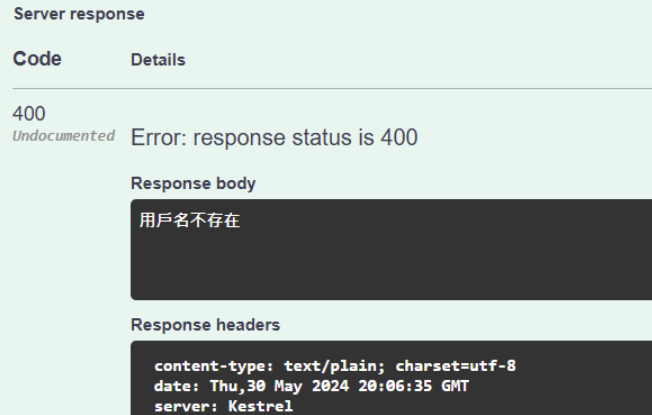 Server response
Code Details
400
Undocumented Error: response status is 400
Response body
用戶名不存在
Response headers
content-type: text/plain; charset=utf-8
date: Thu,30 May 2024 20:06:35 GMT
server: Kestrel